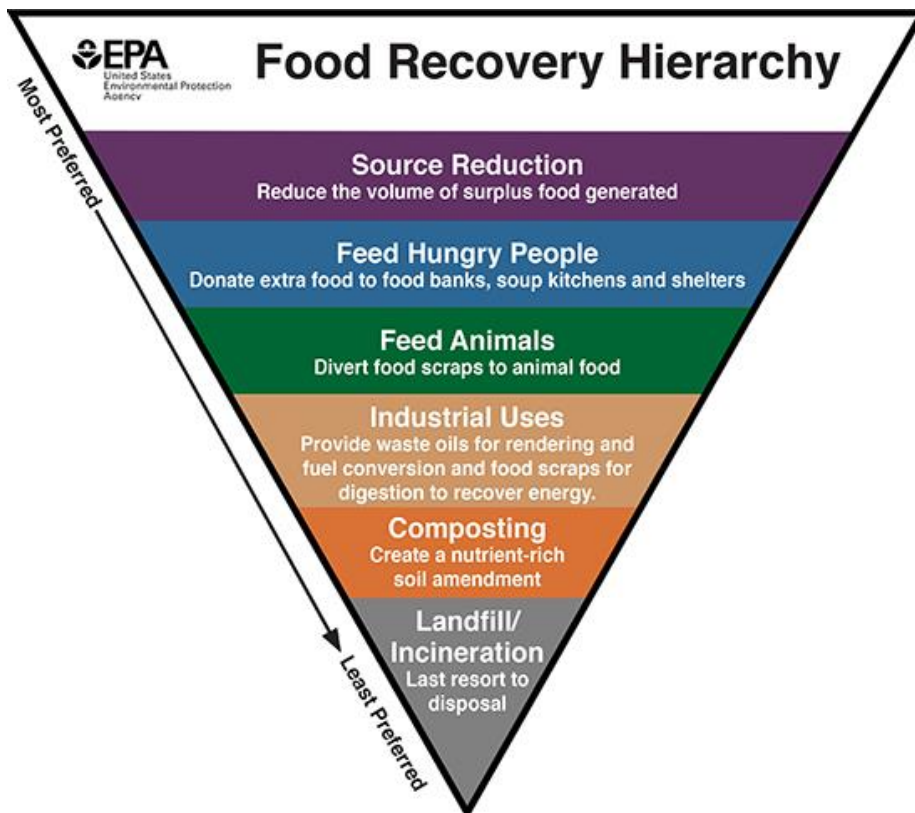 EPA
United States
Environmental Protection
Agency
Food Recovery Hierarchy
Most Preferred
Source Reduction
Reduce the volume of surplus food generated
Feed Hungry People
Donate extra food to food banks, soup kitchens and shelters
Feed Animals
Divert food scraps to animal food
Industrial Uses
Provide waste oils for rendering and
fuel conversion and food scraps for
digestion to recover energy.
Composting
Create a nutrient-rich
soil amendment
Landfill/
Incineration
Last resort to
disposal
Least Preferred